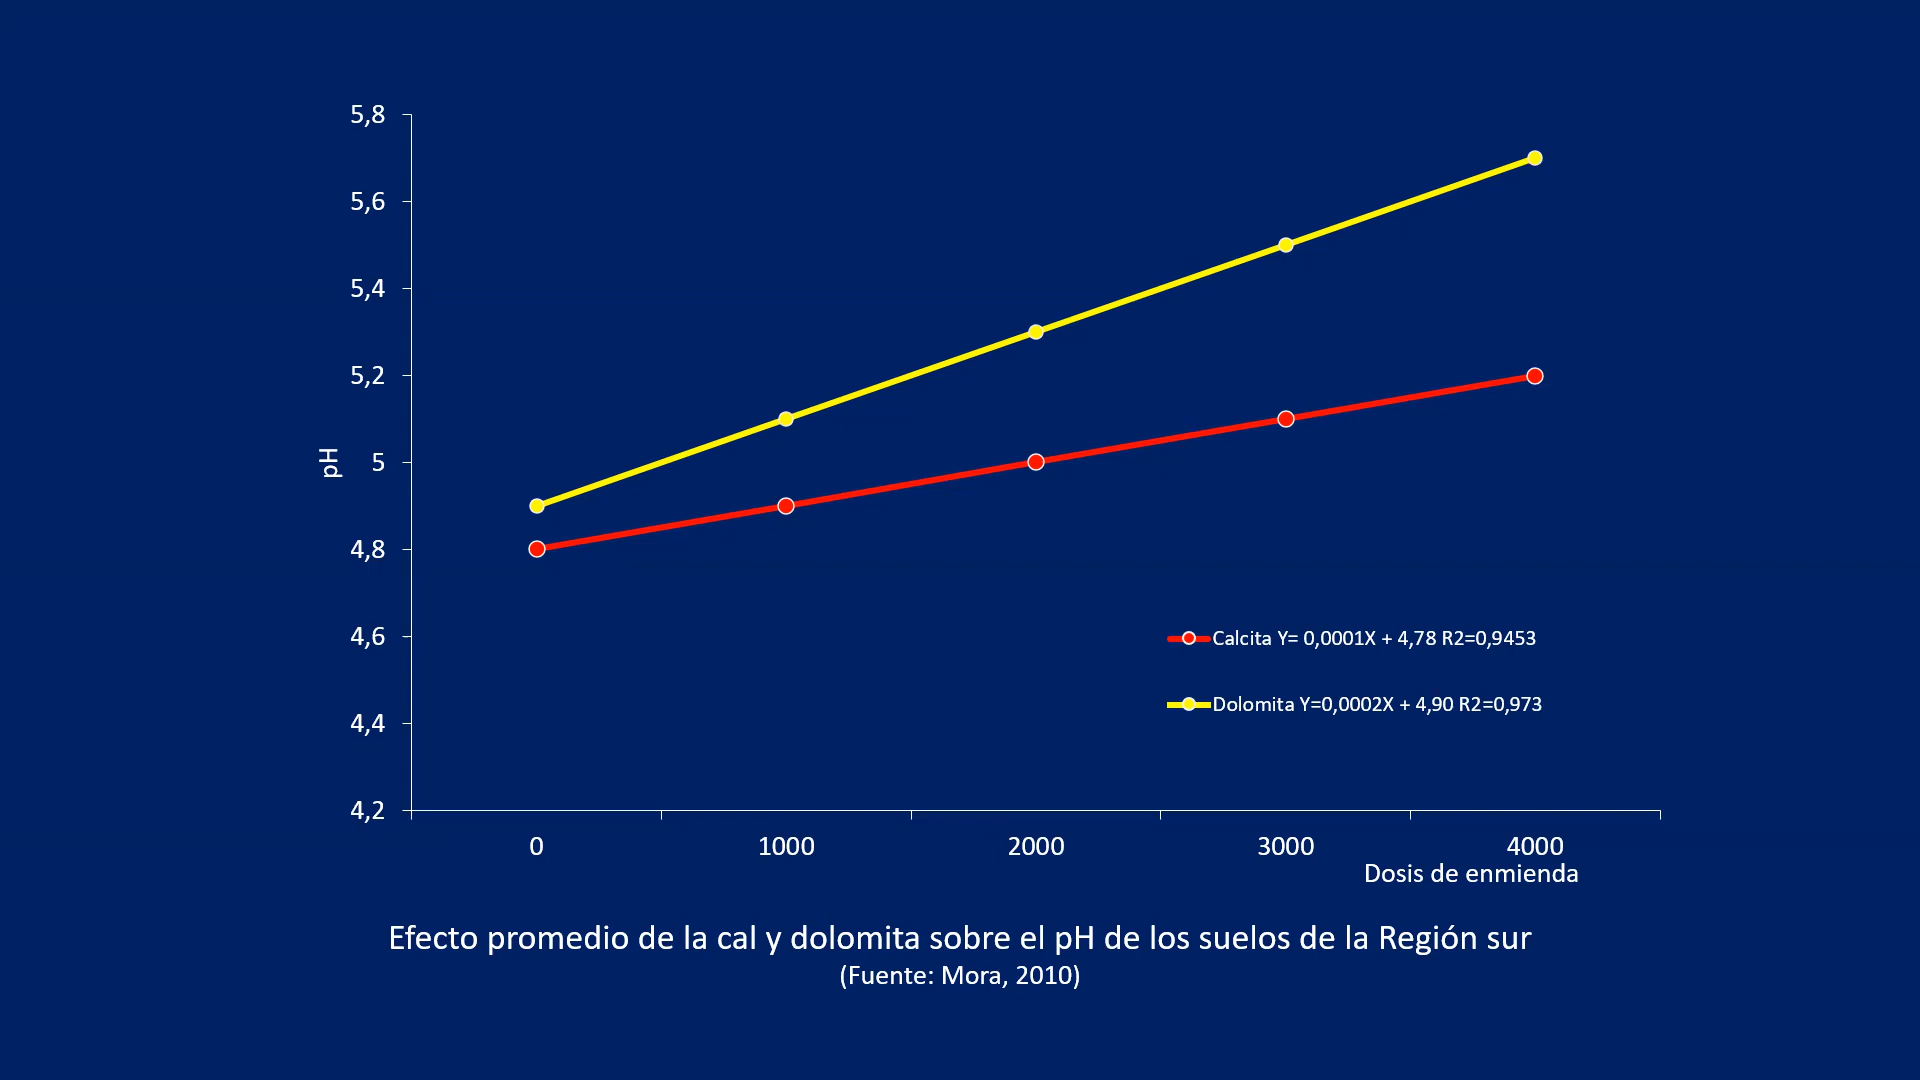 5,8
5,6
5,4
5,2
5
4,8
4,6
4,4
4,2
pH
Calcita Y= 0,0001X + 4,78 R2=0,9453
Dolomita Y=0,0002X + 4,90 R2=0,973
0 1000 2000 3000 4000
Dosis de enmienda
Efecto promedio de la cal y dolomita sobre el pH de los suelos de la Región sur
(Fuente: Mora, 2010)